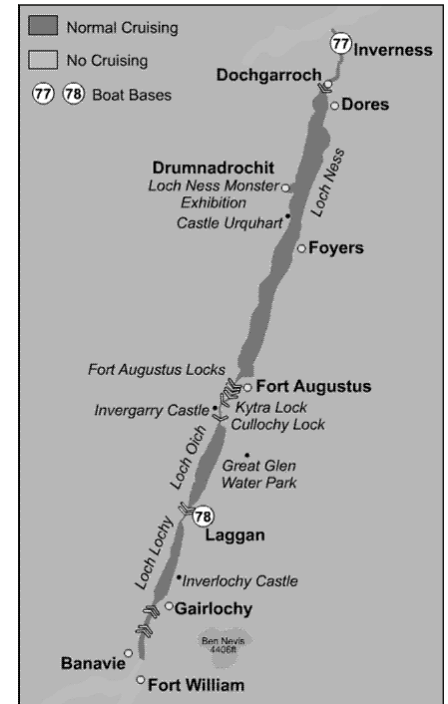 Normal Cruising
No Cruising
77 78 Boat Bases
77
Inverness
Dochgarroch
Dores
Drumnadrochit
Loch Ness Monster
Exhibition
Castle Urquhart
Loch Ness
Foyers
Fort Augustus Locks
Fort Augustus
Invergarry Castle
Kytra Lock
Cullochy Lock
Loch Oich
Great Glen
Water Park
78
Laggan
Loch Lochy
Inverlochy Castle
Gairlochy
Ben Nevis
4406ft
Banavie
Fort William